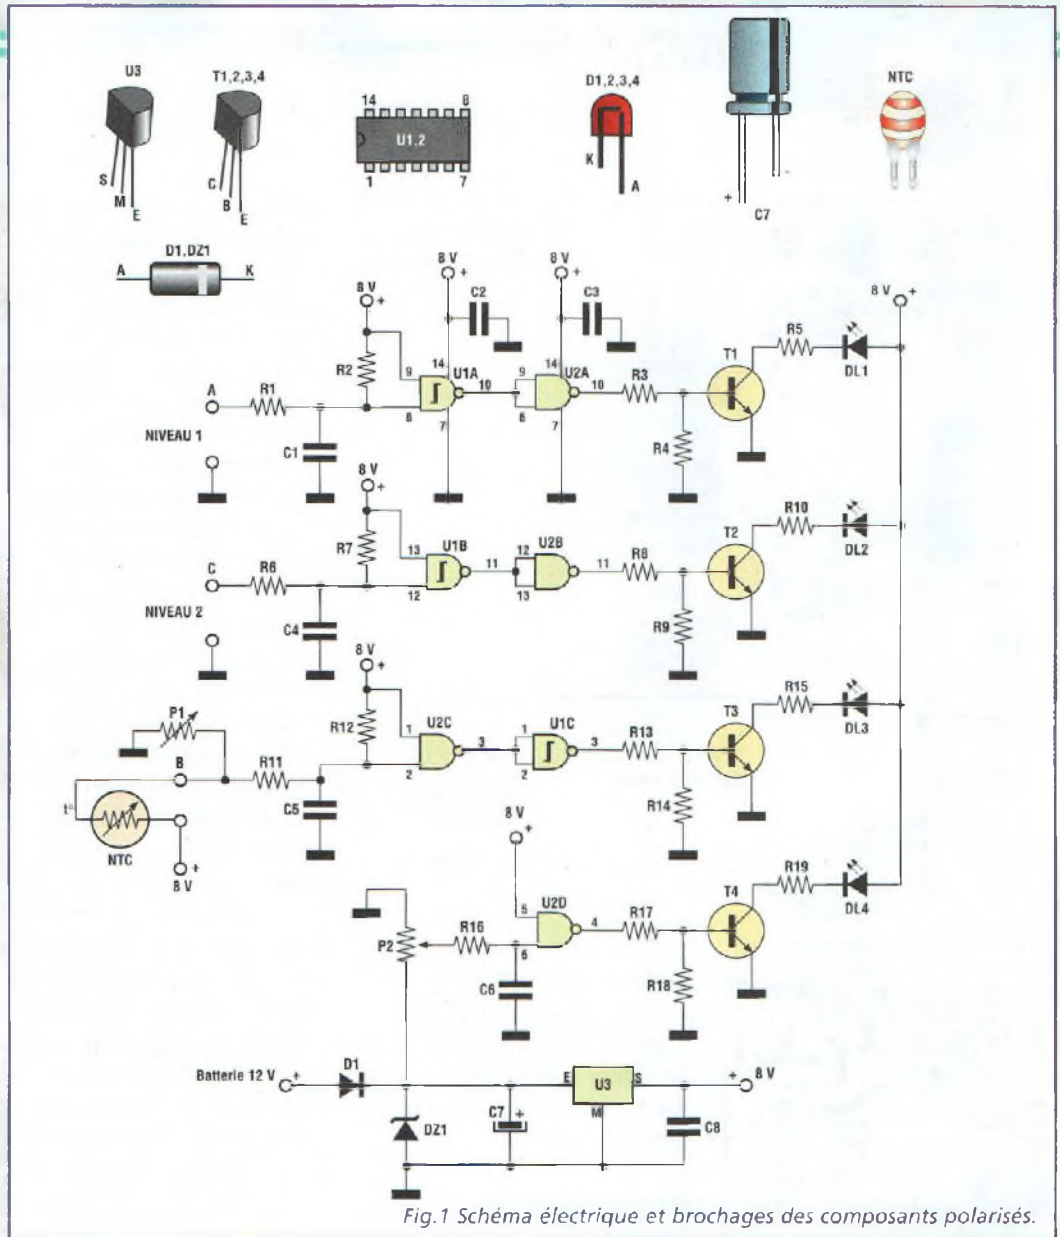 U3
T1,2,3,4
S
M
E
C
B
E
14
8
U1,2
1
7
D1,2,3,4
K
A
+
C7
NTC
D1,DZ1
A
K
8 V
+
8 V
+
8 V
+
8 V
+
C2
C3
R2
9
14
U1A
10
8
7
9
14
U2A
10
8
7
R3
R4
T1
R5
DL1
A
R1
C1
NIVEAU 1
8 V
+
R7
13
U1B
11
12
12
U2B
11
13
R8
R9
T2
R10
DL2
C
R6
C4
NIVEAU 2
8 V
+
R12
1
U2C
3
2
1
U1C
3
2
R13
R14
T3
R15
DL3
P1
B
R11
C5
t°
NTC
+
8 V
8 V
+
P2
R16
C6
5
U2D
4
6
R17
R18
T4
R19
DL4
Batterie 12 V
+
D1
DZ1
C7
+
E
U3
S
M
C8
+
8 V
Fig.1 Schéma électrique et brochages des composants polarisés.